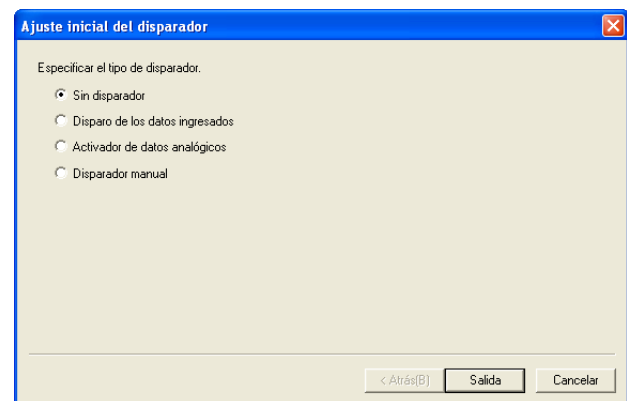 Ajuste inicial del disparador
Especificar el tipo de disparador.
Sin disparador
Disparo de los datos ingresados
Activador de datos analógicos
Disparador manual
< Atrás(B)
Salida
Cancelar